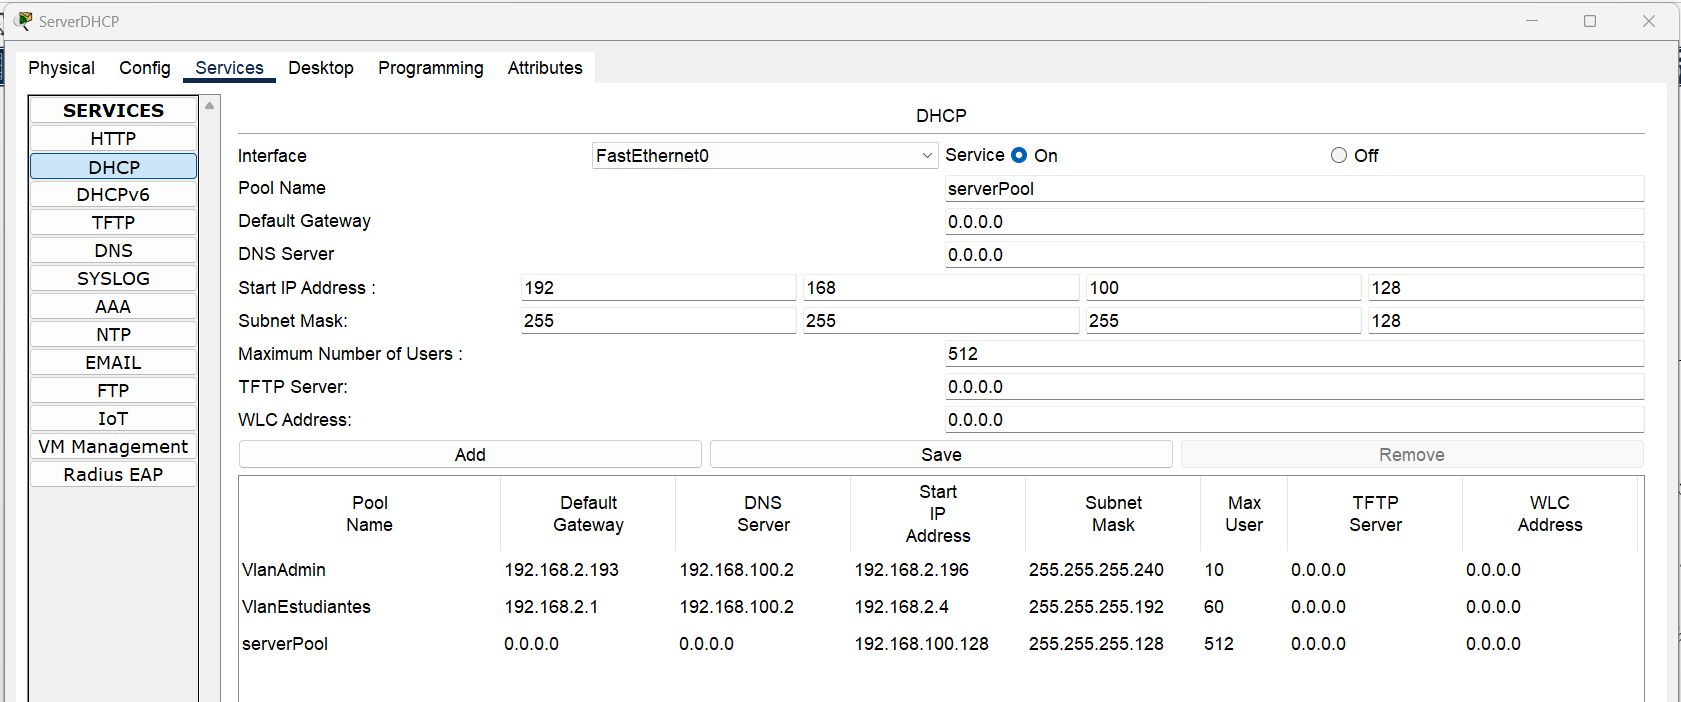 ServerDHCP
Physical Config Services Desktop Programming Attributes
SERVICES
HTTP
DHCP
DHCPv6
TFTP
DNS
SYSLOG
AAA
NTP
EMAIL
FTP
IoT
VM Management
Radius EAP
DHCP
Interface FastEthernet0 Service On Off
Pool Name serverPool
Default Gateway 0.0.0.0
DNS Server 0.0.0.0
Start IP Address : 192 168 100 128
Subnet Mask: 255 255 255 128
Maximum Number of Users : 512
TFTP Server: 0.0.0.0
WLC Address: 0.0.0.0
Add Save Remove
Pool Name Default Gateway DNS Server Start IP Address Subnet Mask Max User TFTP Server WLC Address
VlanAdmin 192.168.2.193 192.168.100.2 192.168.2.196 255.255.255.240 10 0.0.0.0 0.0.0.0
VlanEstudiantes 192.168.2.1 192.168.100.2 192.168.2.4 255.255.255.192 60 0.0.0.0 0.0.0.0
serverPool 0.0.0.0 0.0.0.0 192.168.100.128 255.255.255.128 512 0.0.0.0 0.0.0.0